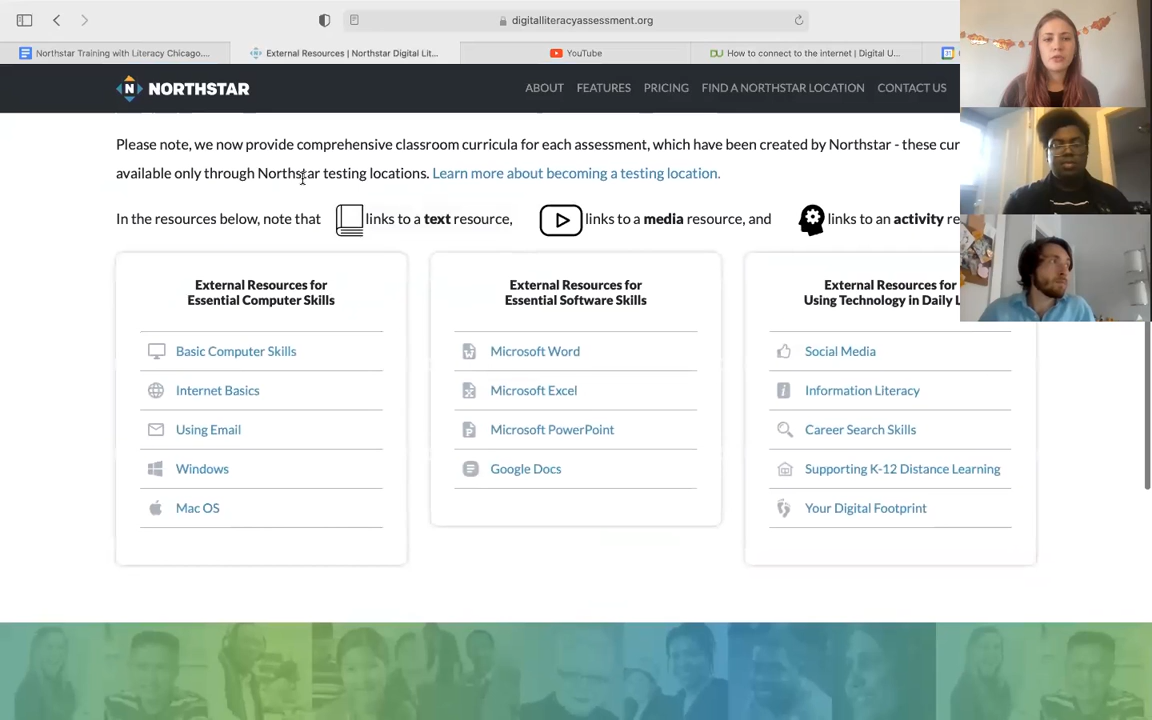 digitalliteracyassessment.org
Northstar Training with Literacy Chicago....
External Resources | Northstar Digital Lit...
YouTube
How to connect to the internet | Digital U...
NORTHSTAR
ABOUT FEATURES PRICING FIND A NORTHSTAR LOCATION CONTACT US
Please note, we now provide comprehensive classroom curricula for each assessment, which have been created by Northstar - these cur
available only through Northstar testing locations. Learn more about becoming a testing location.
In the resources below, note that links to a text resource, links to a media resource, and links to an activity re
External Resources for
Essential Computer Skills
Basic Computer Skills
Internet Basics
Using Email
Windows
Mac OS
External Resources for
Essential Software Skills
Microsoft Word
Microsoft Excel
Microsoft PowerPoint
Google Docs
External Resources for
Using Technology in Daily L
Social Media
Information Literacy
Career Search Skills
Supporting K-12 Distance Learning
Your Digital Footprint